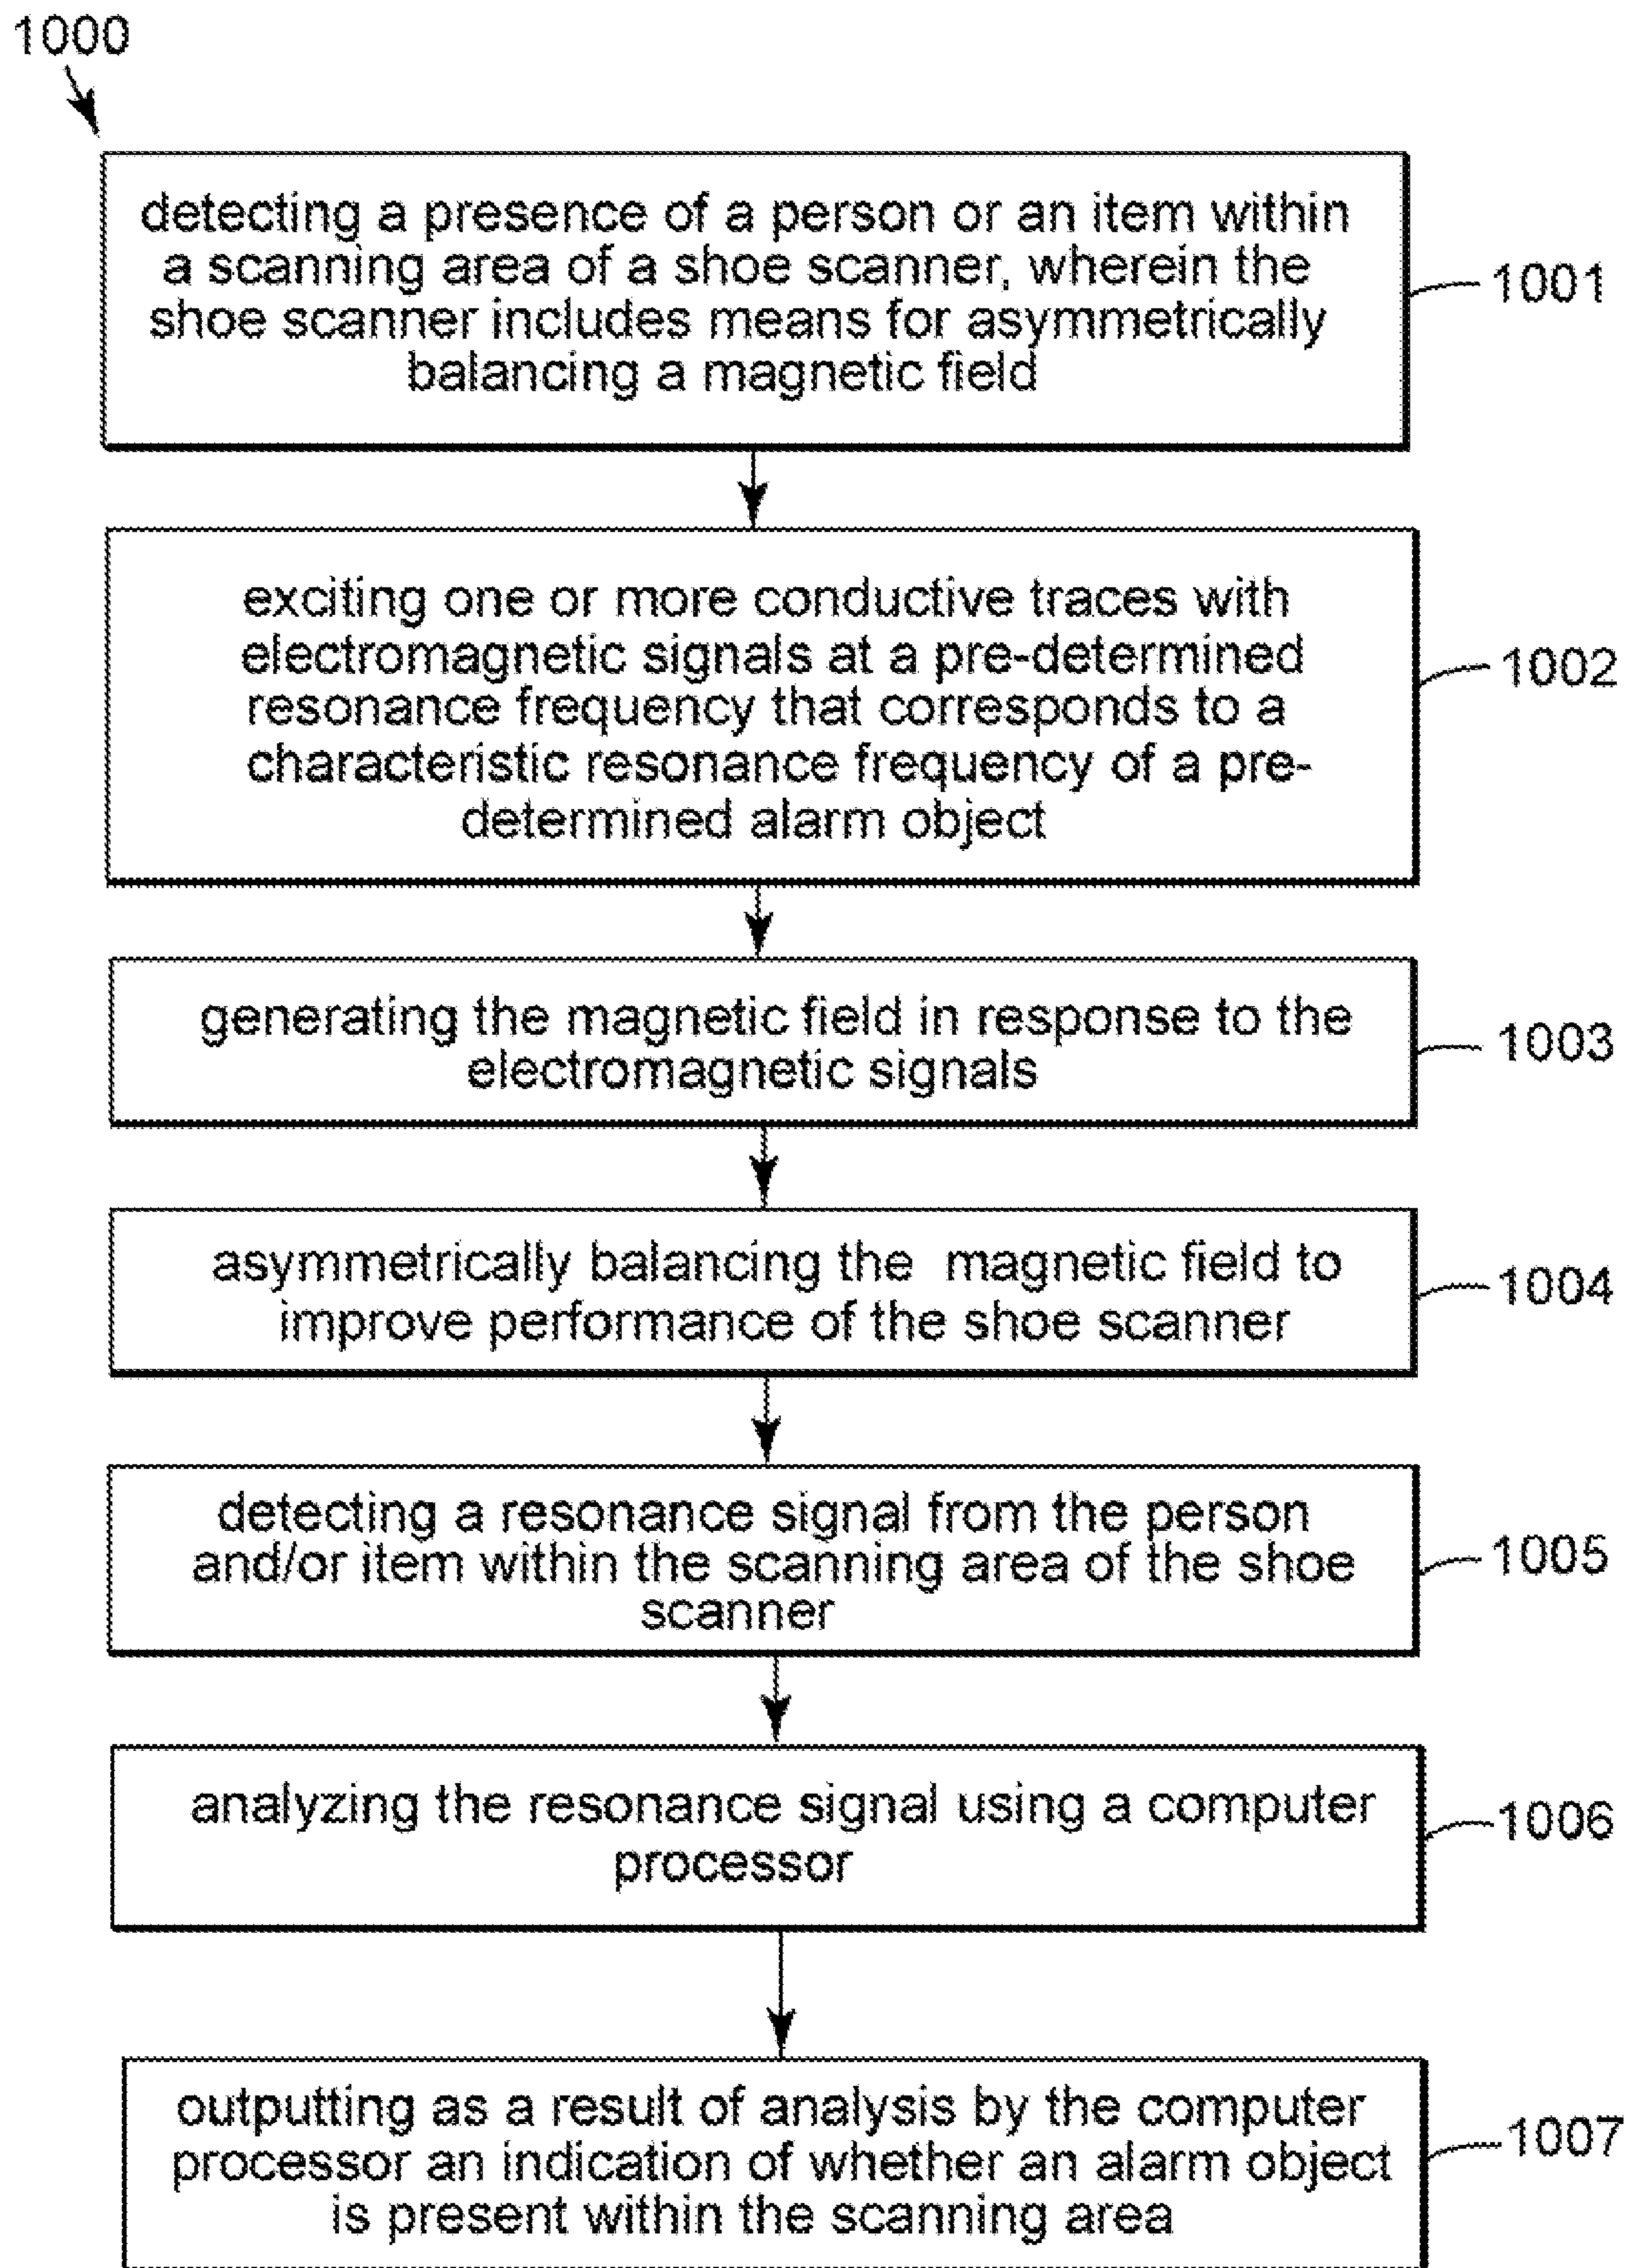 1000
detecting a presence of a person or an item within
a scanning area of a shoe scanner, wherein the
shoe scanner includes means for asymmetrically
balancing a magnetic field
1001
exciting one or more conductive traces with
electromagnetic signals at a pre-determined
resonance frequency that corresponds to a
characteristic resonance frequency of a pre-
determined alarm object
1002
generating the magnetic field in response to the
electromagnetic signals
1003
asymmetrically balancing the magnetic field to
improve performance of the shoe scanner
1004
detecting a resonance signal from the person
and/or item within the scanning area of the shoe
scanner
1005
analyzing the resonance signal using a computer
processor
1006
outputting as a result of analysis by the computer
processor an indication of whether an alarm object
is present within the scanning area
1007